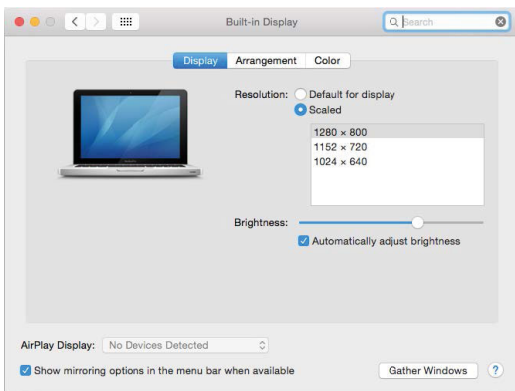 Built-in Display
Search
Display Arrangement Color
Resolution: Default for display
Scaled
1280 × 800
1152 × 720
1024 × 640
Brightness:
Automatically adjust brightness
AirPlay Display: No Devices Detected
Show mirroring options in the menu bar when available
Gather Windows ?